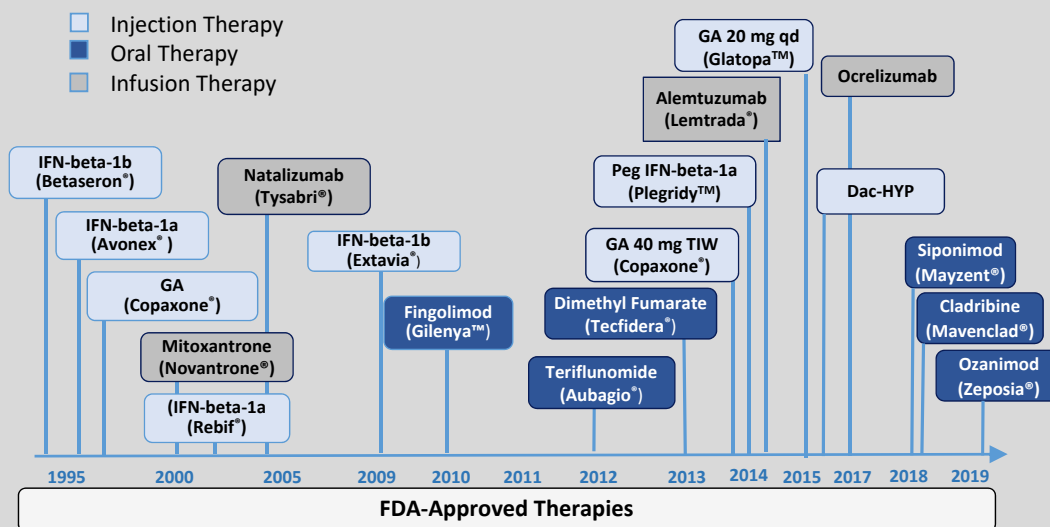 Injection Therapy
Oral Therapy
Infusion Therapy
IFN-beta-1b
(Betaseron®)
IFN-beta-1a
(Avonex® )
GA
(Copaxone®)
Mitoxantrone
(Novantrone®)
(IFN-beta-1a
(Rebif®)
Natalizumab
(Tysabri®)
IFN-beta-1b
(Extavia®)
Fingolimod
(Gilenya™)
Teriflunomide
(Aubagio®)
Dimethyl Fumarate
(Tecfidera®)
GA 40 mg TIW
(Copaxone®)
Peg IFN-beta-1a
(Plegridy™)
Alemtuzumab
(Lemtrada®)
GA 20 mg qd
(Glatopa™)
Ocrelizumab
Dac-HYP
Siponimod
(Mayzent®)
Cladribine
(Mavenclad®)
Ozanimod
(Zeposia®)
1995 2000 2005 2009 2010 2011 2012 2013 2014 2015 2017 2018 2019
FDA-Approved Therapies